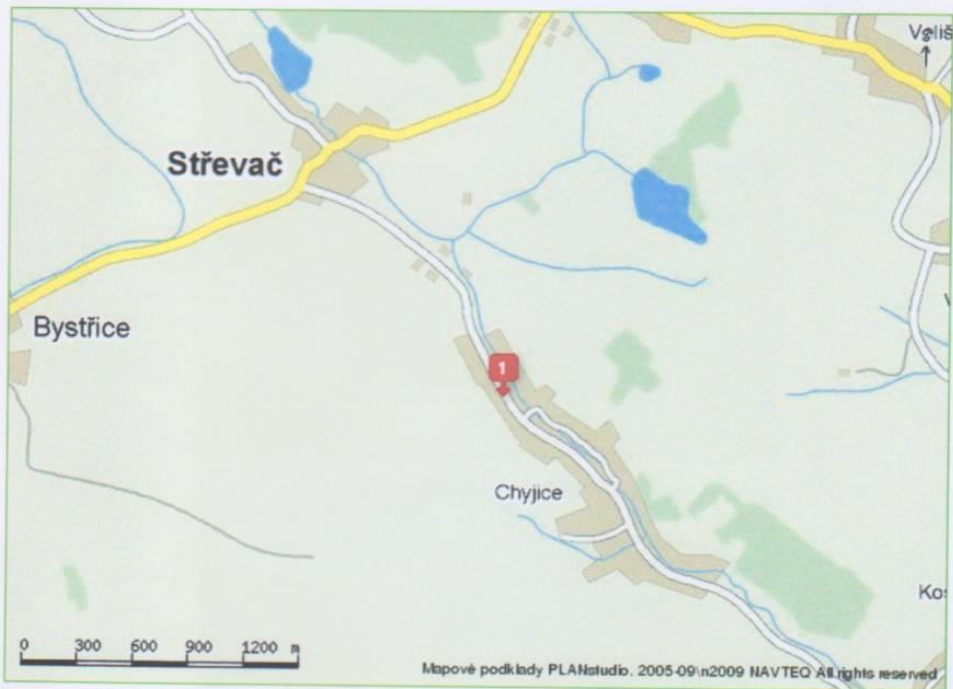 Veliš
Střevač
Bystřice
1
Chyjice
0 300 600 900 1200 m
Mapové podklady PLANstudio. 2005-09\n2009 NAVTEQ All rights reserved